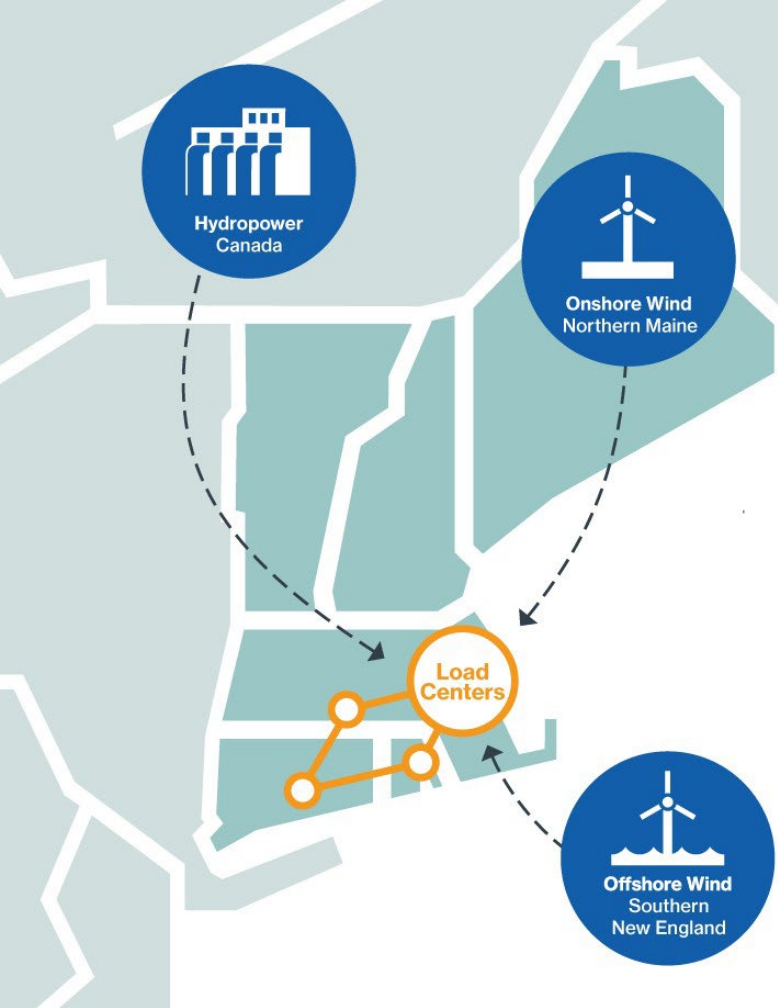 Hydropower
Canada
Onshore Wind
Northern Maine
Load
Centers
Offshore Wind
Southern
New England